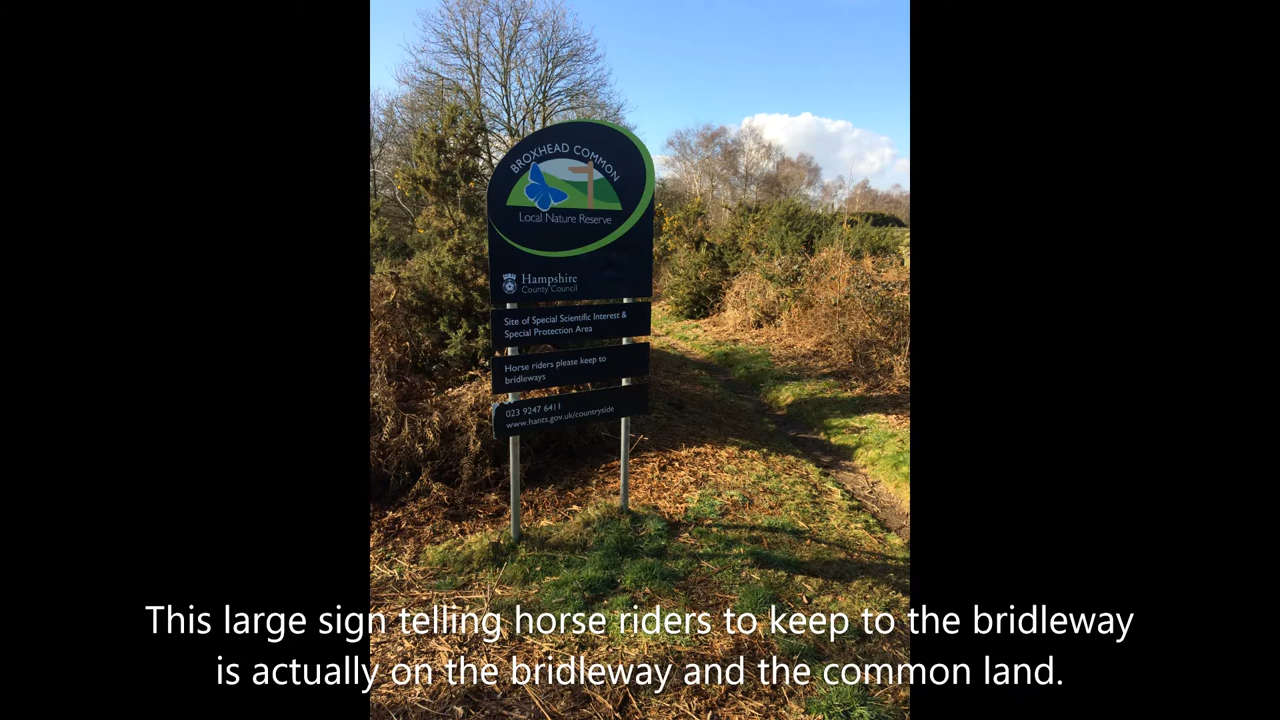 BROXHEAD COMMON
Local Nature Reserve
Hampshire
County Council
Site of Special Scientific Interest &
Special Protection Area
Horse riders please keep to
bridleways
023 9247 6411
www.hants.gov.uk/countryside
This large sign telling horse riders to keep to the bridleway
is actually on the bridleway and the common land.